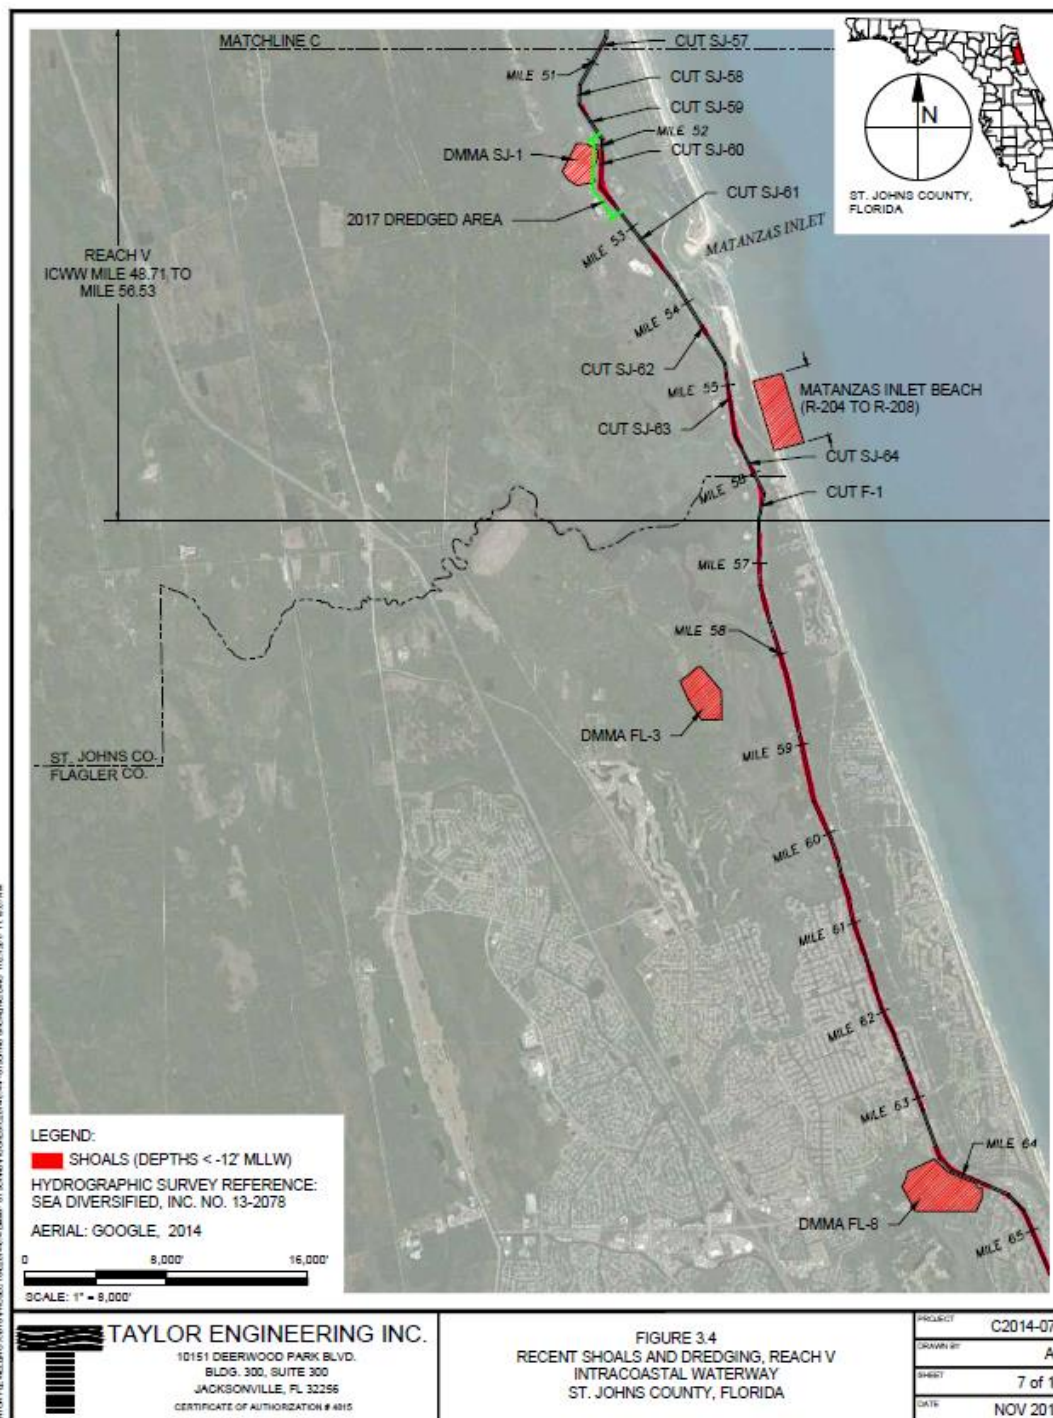 MATCHLINE C
CUT SJ-57
MILE 51
CUT SJ-58
CUT SJ-59
MILE 52
DMMA SJ-1
CUT SJ-60
CUT SJ-61
2017 DREDGED AREA
MILE 53
MATANZAS INLET
N
ST. JOHNS COUNTY,
FLORIDA
REACH V
ICWW MILE 48.71 TO
MILE 56.53
MILE 54
CUT SJ-62
MILE 55
MATANZAS INLET BEACH
(R-204 TO R-208)
CUT SJ-63
CUT SJ-64
MILE 56
CUT F-1
MILE 57
MILE 58
DMMA FL-3
MILE 59
ST. JOHNS CO.
FLAGLER CO.
MILE 60
MILE 61
MILE 62
MILE 63
MILE 64
DMMA FL-8
MILE 65
LEGEND:
SHOALS (DEPTHS < -12' MLLW)
HYDROGRAPHIC SURVEY REFERENCE:
SEA DIVERSIFIED, INC. NO. 13-2078
AERIAL: GOOGLE, 2014
0 8,000' 16,000'
SCALE: 1" = 8,000'
TAYLOR ENGINEERING INC.
10151 DEERWOOD PARK BLVD.
BLDG. 300, SUITE 300
JACKSONVILLE, FL 32256
CERTIFICATE OF AUTHORIZATION # 4815
FIGURE 3.4
RECENT SHOALS AND DREDGING, REACH V
INTRACOASTAL WATERWAY
ST. JOHNS COUNTY, FLORIDA
PROJECT C2014-07
DRAWN BY A
SHEET 7 of 1
DATE NOV 201